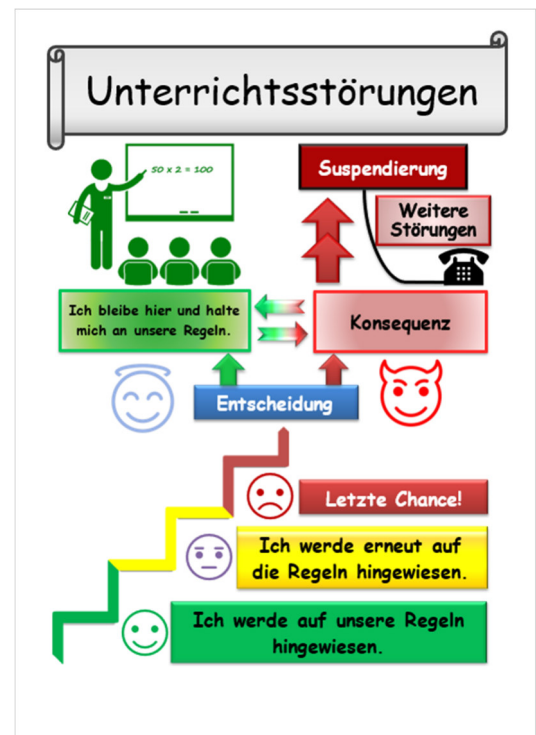 Unterrichtsstörungen
50 x 2 = 100
Suspendierung
Weitere
Störungen
Ich bleibe hier und halte
mich an unsere Regeln.
Konsequenz
Entscheidung
Letzte Chance!
Ich werde erneut auf
die Regeln hingewiesen.
Ich werde auf unsere Regeln
hingewiesen.